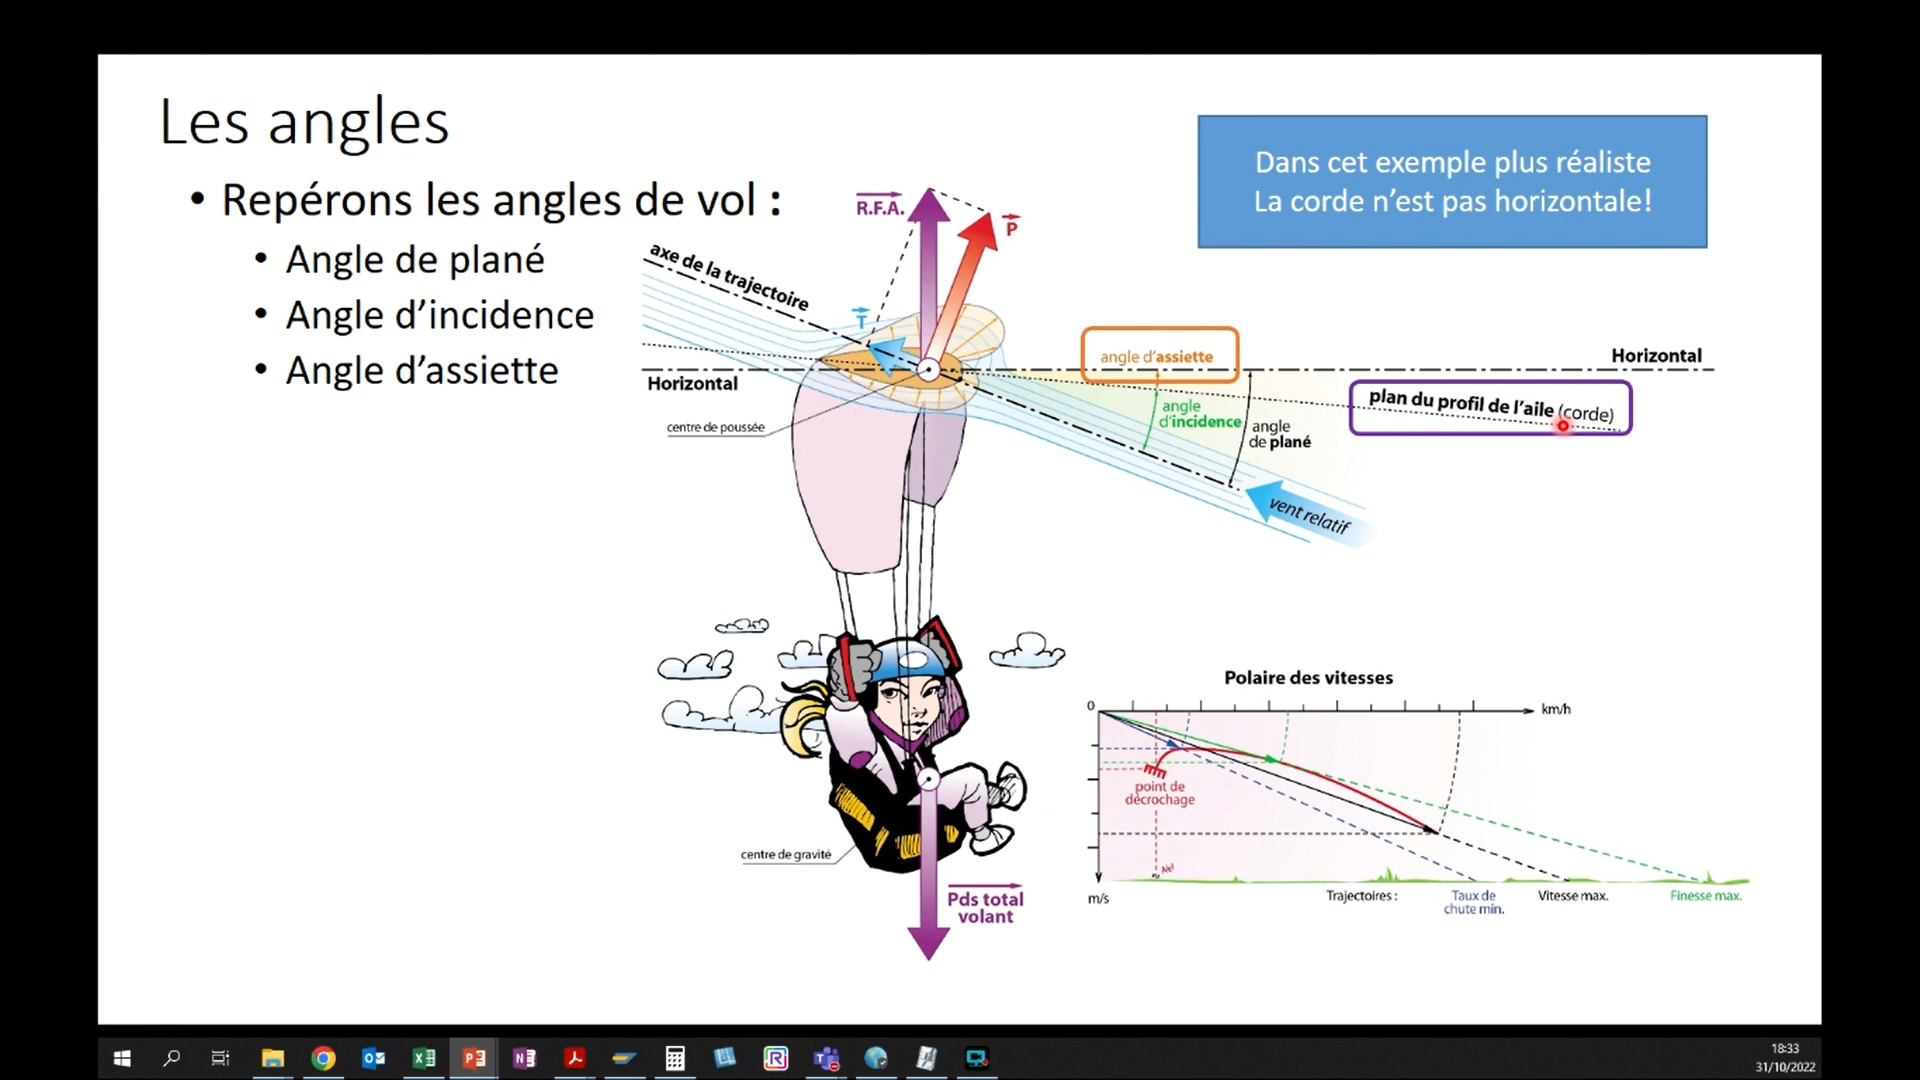 Les angles
• Repérons les angles de vol :
• Angle de plané
• Angle d'incidence
• Angle d'assiette
Dans cet exemple plus réaliste
La corde n'est pas horizontale!
R.F.A.
P
axe de la trajectoire
T
angle d'assiette
Horizontal
Horizontal
plan du profil de l'aile (corde)
angle
d'incidence
angle
de plané
centre de poussée
vent relatif
centre de gravité
Pds total
volant
Polaire des vitesses
0
km/h
point de
décrochage
m/s
Trajectoires :
Taux de
chute min.
Vitesse max.
Finesse max.
18:33
31/10/2022